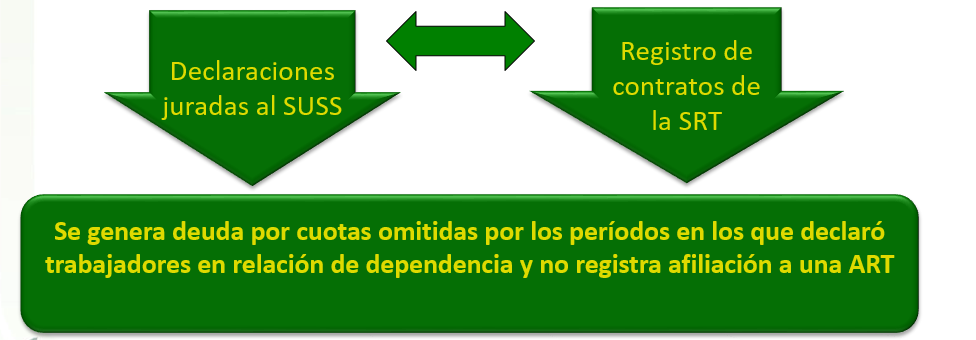 Declaraciones
juradas al SUSS
Registro de
contratos de
la SRT
Se genera deuda por cuotas omitidas por los períodos en los que declaró
trabajadores en relación de dependencia y no registra afiliación a una ART